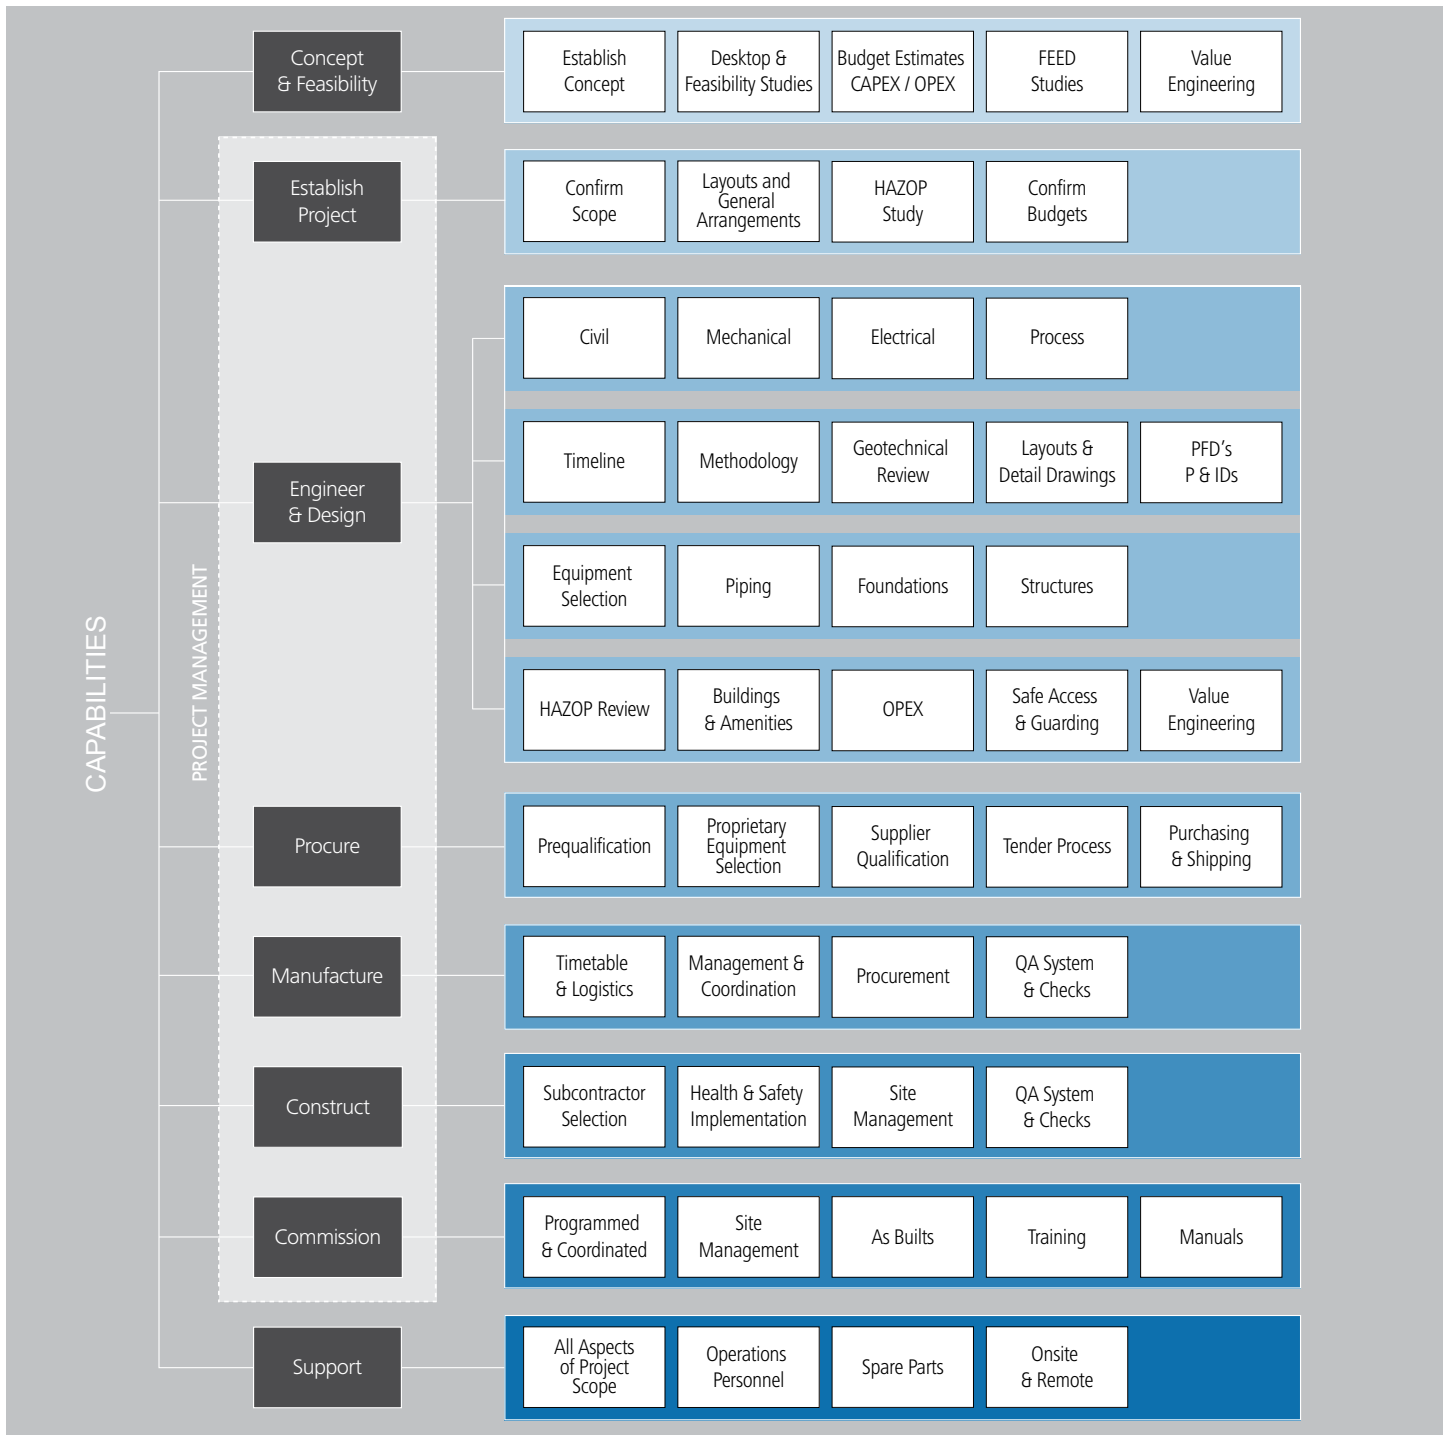 CAPABILITIES
PROJECT MANAGEMENT
Concept
& Feasibility
Establish
Concept
Desktop &
Feasibility Studies
Budget Estimates
CAPEX / OPEX
FEED
Studies
Value
Engineering
Establish
Project
Confirm
Scope
Layouts and
General
Arrangements
HAZOP
Study
Confirm
Budgets
Engineer
& Design
Civil
Mechanical
Electrical
Process
Timeline
Methodology
Geotechnical
Review
Layouts &
Detail Drawings
PFD's
P & IDs
Equipment
Selection
Piping
Foundations
Structures
HAZOP Review
Buildings
& Amenities
OPEX
Safe Access
& Guarding
Value
Engineering
Procure
Prequalification
Proprietary
Equipment
Selection
Supplier
Qualification
Tender Process
Purchasing
& Shipping
Manufacture
Timetable
& Logistics
Management &
Coordination
Procurement
QA System
& Checks
Construct
Subcontractor
Selection
Health & Safety
Implementation
Site
Management
QA System
& Checks
Commission
Programmed
& Coordinated
Site
Management
As Builts
Training
Manuals
Support
All Aspects
of Project
Scope
Operations
Personnel
Spare Parts
Onsite
& Remote